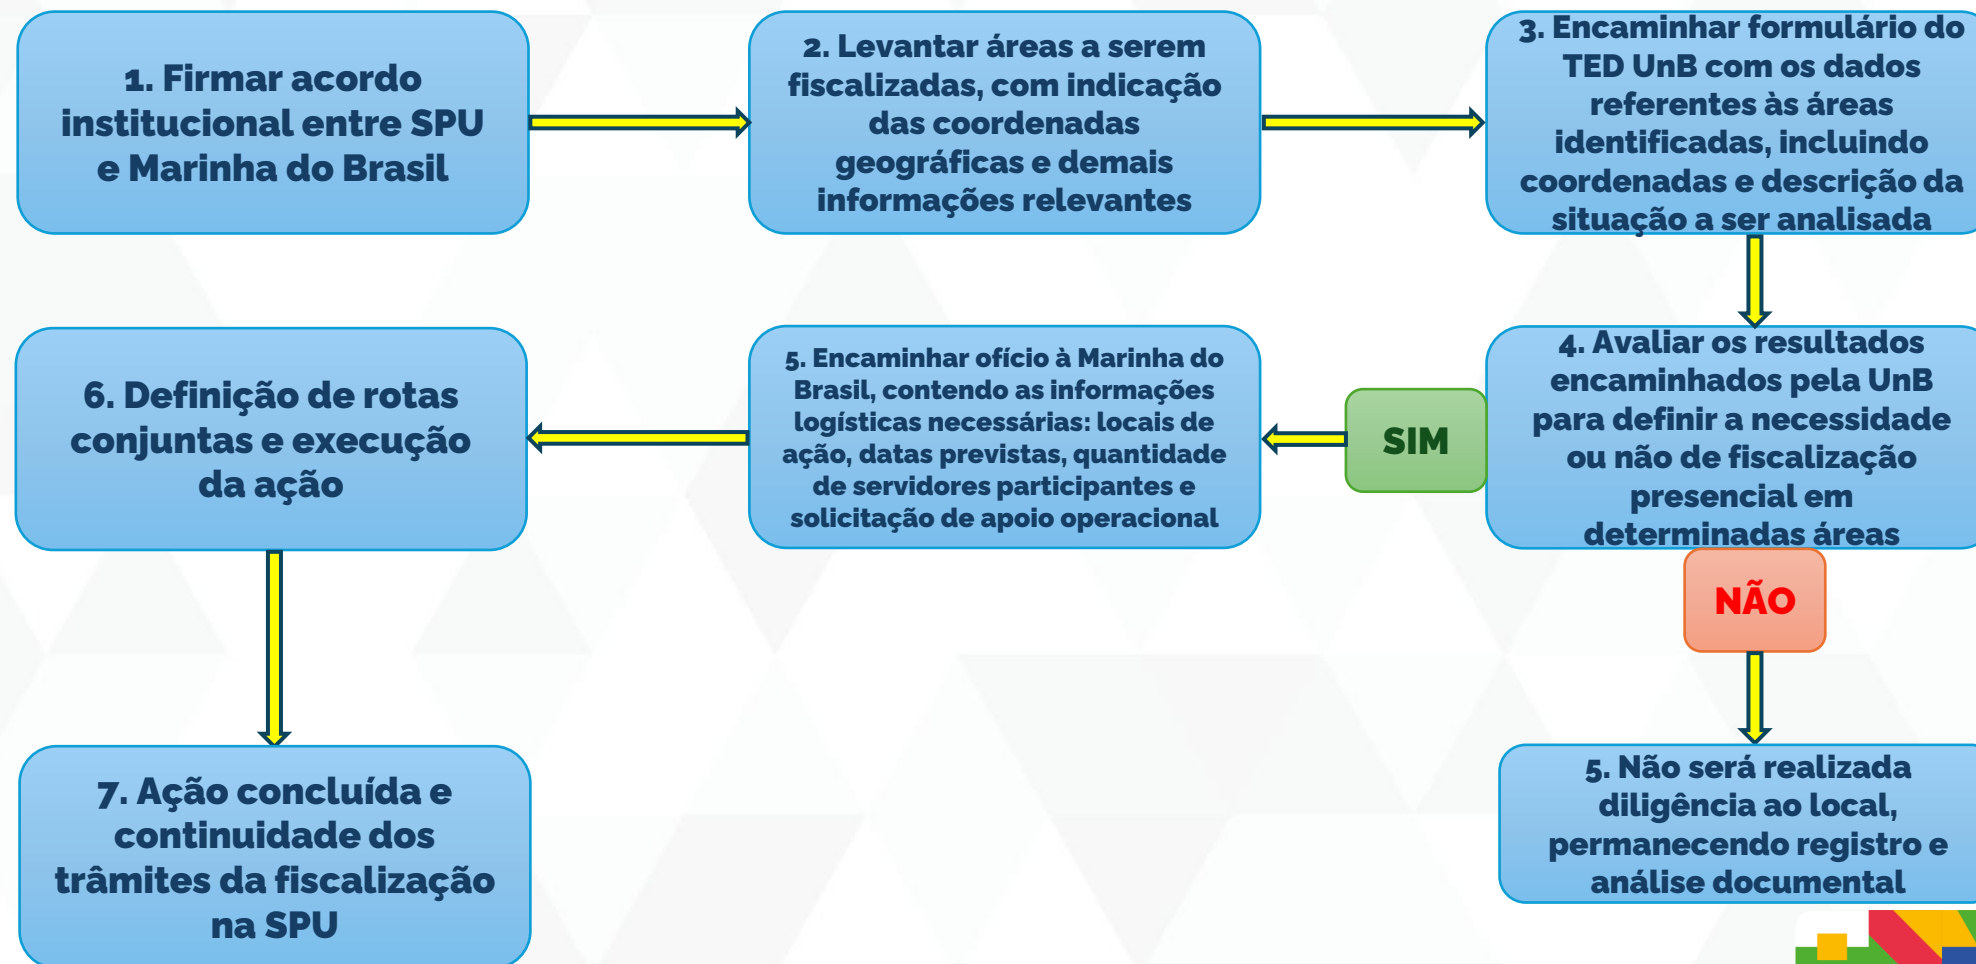 1. Firmar acordo
institucional entre SPU
e Marinha do Brasil
2. Levantar áreas a serem
fiscalizadas, com indicação
das coordenadas
geográficas e demais
informações relevantes
3. Encaminhar formulário do
TED UnB com os dados
referentes às áreas
identificadas, incluindo
coordenadas e descrição da
situação a ser analisada
4. Avaliar os resultados
encaminhados pela UnB
para definir a necessidade
ou não de fiscalização
presencial em
determinadas áreas
SIM
5. Encaminhar ofício à Marinha do
Brasil, contendo as informações
logísticas necessárias: locais de
ação, datas previstas, quantidade
de servidores participantes e
solicitação de apoio operacional
6. Definição de rotas
conjuntas e execução
da ação
7. Ação concluída e
continuidade dos
trâmites da fiscalização
na SPU
NÃO
5. Não será realizada
diligência ao local,
permanecendo registro e
análise documental